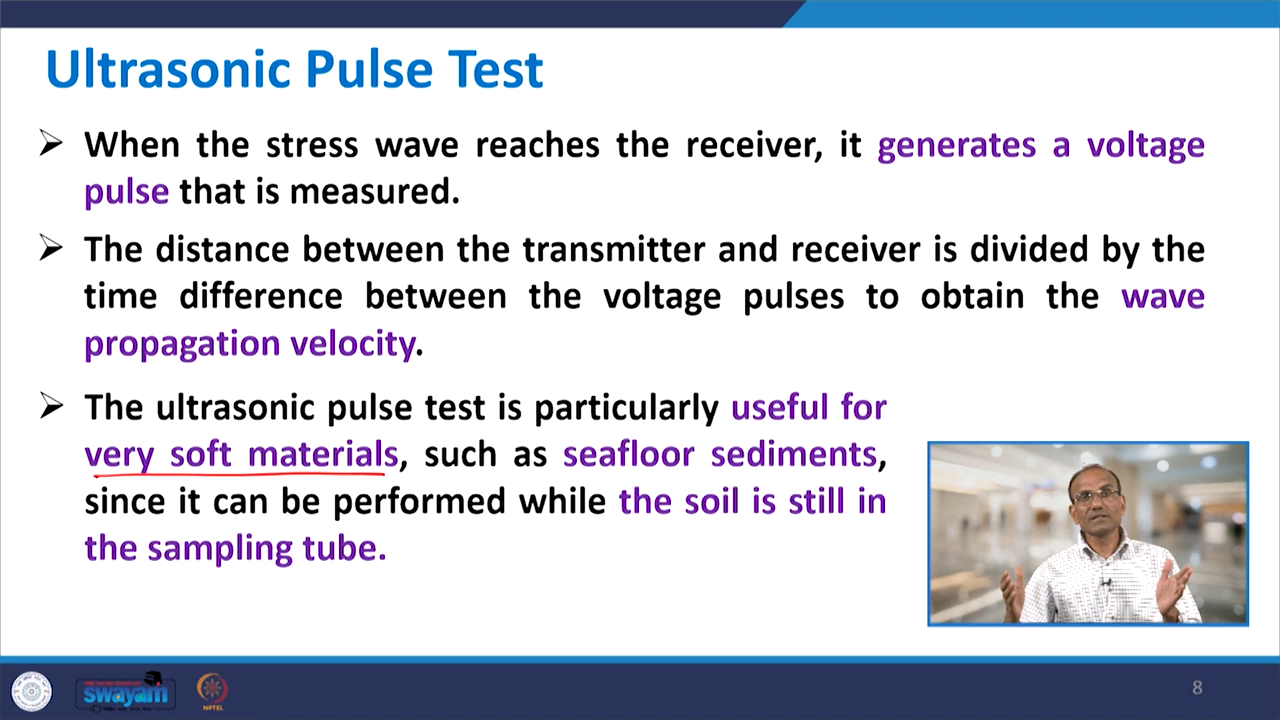 Ultrasonic Pulse Test
➢ When the stress wave reaches the receiver, it generates a voltage
pulse that is measured.
➢ The distance between the transmitter and receiver is divided by the
time difference between the voltage pulses to obtain the wave
propagation velocity.
➢ The ultrasonic pulse test is particularly useful for
very soft materials, such as seafloor sediments,
since it can be performed while the soil is still in
the sampling tube.
swayam
NPTEL
8